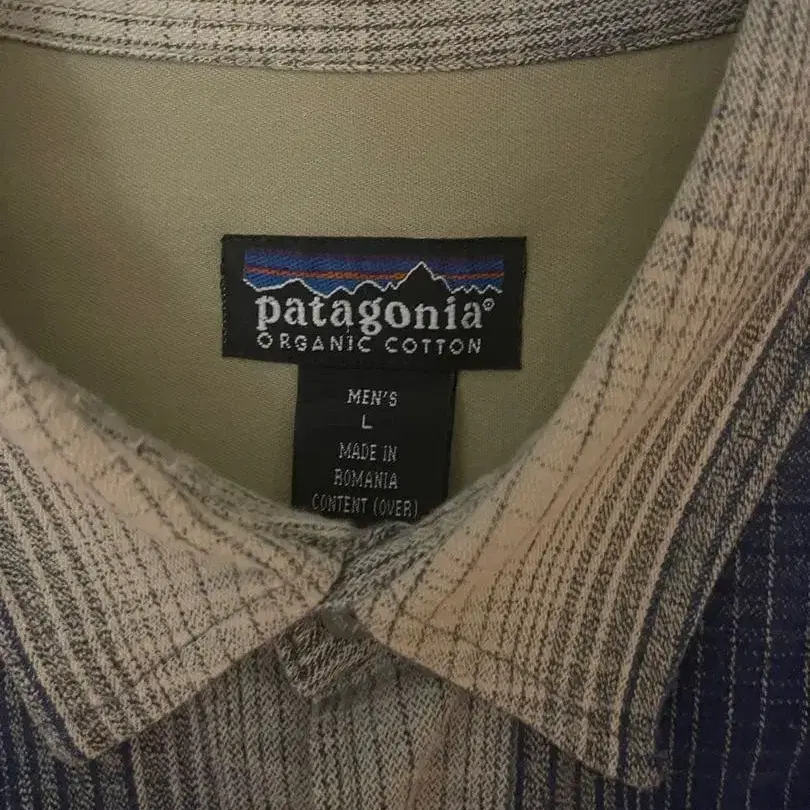 patagonia®
ORGANIC COTTON
MEN'S
L
MADE IN
ROMANIA
CONTENT (OVER)